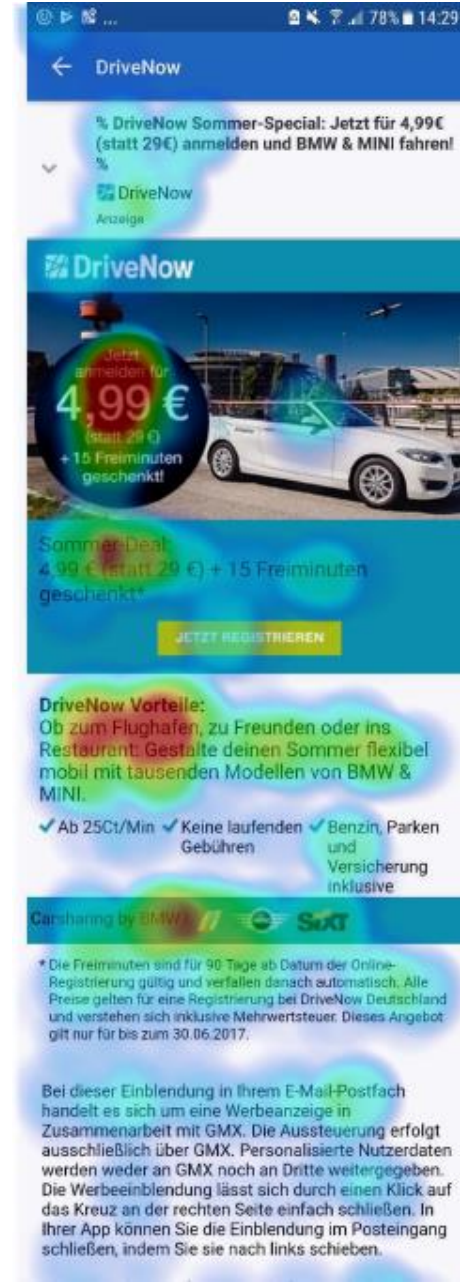 ... 78% 14:29
DriveNow
% DriveNow Sommer-Special: Jetzt für 4,99€
(statt 29€) anmelden und BMW & MINI fahren!
%
DriveNow
Anzeige
DriveNow
Jetzt
anmelden für
4,99 €
(statt 29 €)
+ 15 Freiminuten
geschenkt!
Sommer-Deal:
4,99 € (statt 29 €) + 15 Freiminuten
geschenkt*
JETZT REGISTRIEREN
DriveNow Vorteile:
Ob zum Flughafen, zu Freunden oder ins
Restaurant: Gestalte deinen Sommer flexibel
mobil mit tausenden Modellen von BMW &
MINI.
Ab 25Ct/Min Keine laufenden Gebühren Benzin, Parken und Versicherung inklusive
Carsharing by BMW SIXT
* Die Freiminuten sind für 90 Tage ab Datum der Online-
Registrierung gültig und verfallen danach automatisch. Alle
Preise gelten für eine Registrierung bei DriveNow Deutschland
und verstehen sich inklusive Mehrwertsteuer. Dieses Angebot
gilt nur für bis zum 30.06.2017.
Bei dieser Einblendung in Ihrem E-Mail-Postfach
handelt es sich um eine Werbeanzeige in
Zusammenarbeit mit GMX. Die Aussteuerung erfolgt
ausschließlich über GMX. Personalisierte Nutzerdaten
werden weder an GMX noch an Dritte weitergegeben.
Die Werbeeinblendung lässt sich durch einen Klick auf
das Kreuz an der rechten Seite einfach schließen. In
Ihrer App können Sie die Einblendung im Posteingang
schließen, indem Sie sie nach links schieben.